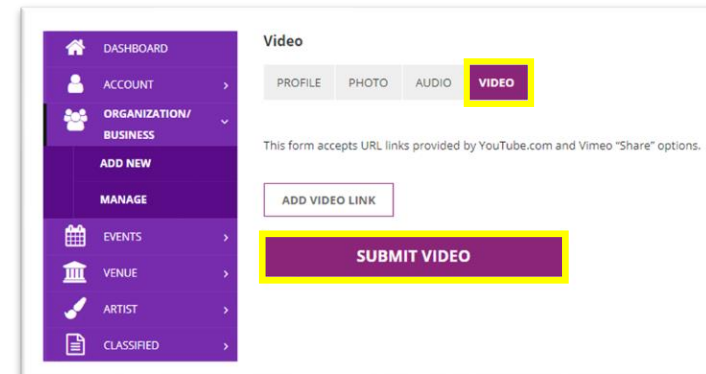 DASHBOARD
ACCOUNT
ORGANIZATION/
BUSINESS
ADD NEW
MANAGE
EVENTS
VENUE
ARTIST
CLASSIFIED
Video
PROFILE PHOTO AUDIO VIDEO
This form accepts URL links provided by YouTube.com and Vimeo “Share” options.
ADD VIDEO LINK
SUBMIT VIDEO